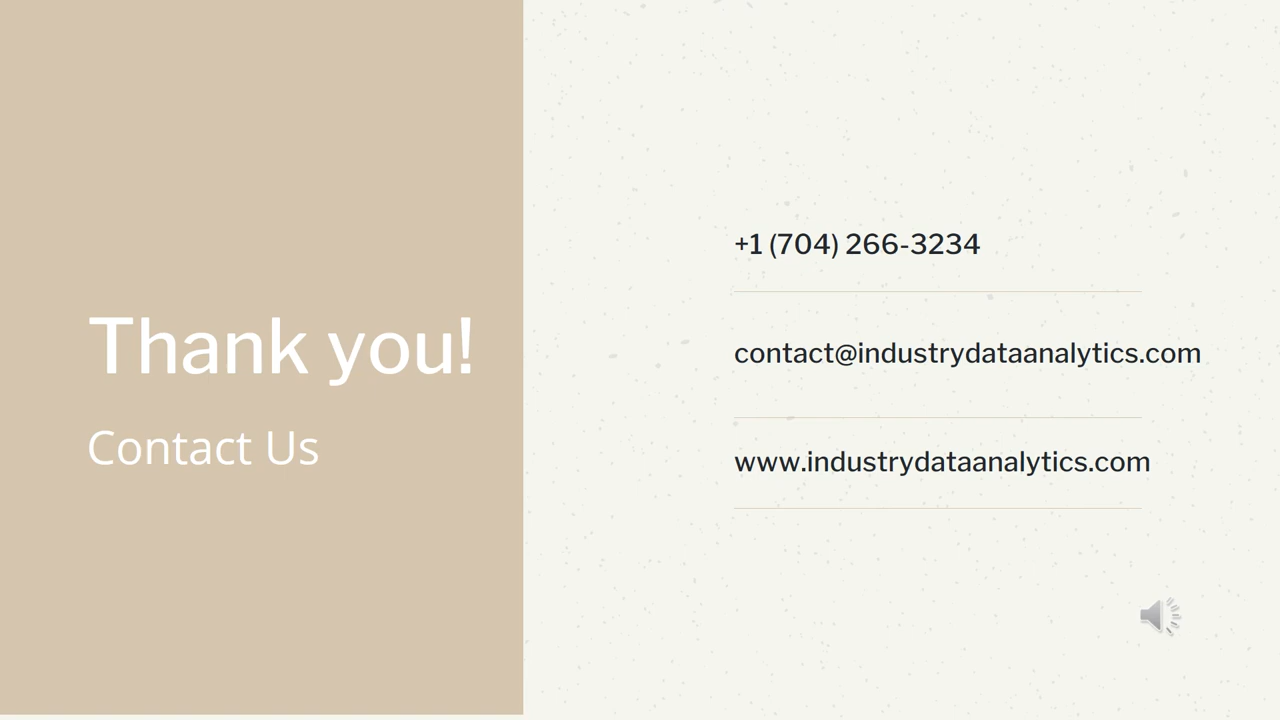 Thank you!
Contact Us
+1 (704) 266-3234
contact@industrydataanalytics.com
www.industrydataanalytics.com